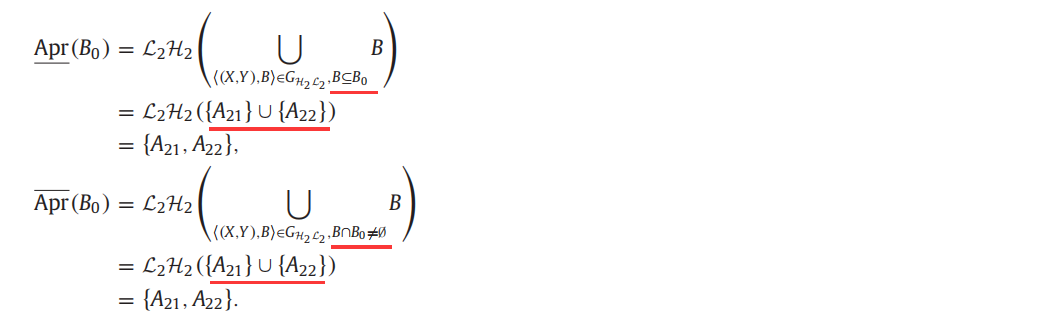 Apr(B₀) = ℒ₂ℋ₂( ⋃_{⟨(X,Y),B⟩∈G_{ℋ₂ℒ₂},B⊆B₀} B )
= ℒ₂ℋ₂({A₂₁} ∪ {A₂₂})
= {A₂₁, A₂₂},
Apr(B₀) = ℒ₂ℋ₂( ⋃_{⟨(X,Y),B⟩∈G_{ℋ₂ℒ₂},B∩B₀≠∅} B )
= ℒ₂ℋ₂({A₂₁} ∪ {A₂₂})
= {A₂₁, A₂₂}.